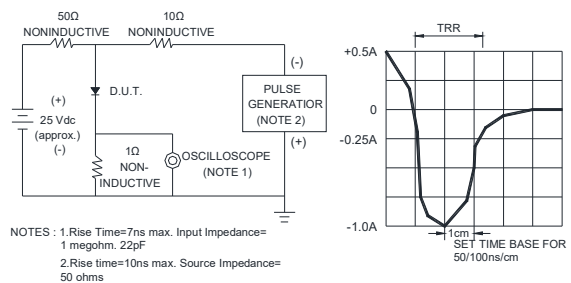 50Ω
NONINDUCTIVE
10Ω
NONINDUCTIVE
(+)
25 Vdc
(approx.)
(-)
D.U.T.
1Ω
NON-
INDUCTIVE
OSCILLOSCOPE
(NOTE 1)
(-)
PULSE
GENERATIOR
(NOTE 2)
(+)
NOTES : 1.Rise Time=7ns max. Input Impedance=
1 megohm. 22pF
2.Rise time=10ns max. Source Impedance=
50 ohms
TRR
+0.5A
0
-0.25A
-1.0A
1cm
SET TIME BASE FOR
50/100ns/cm